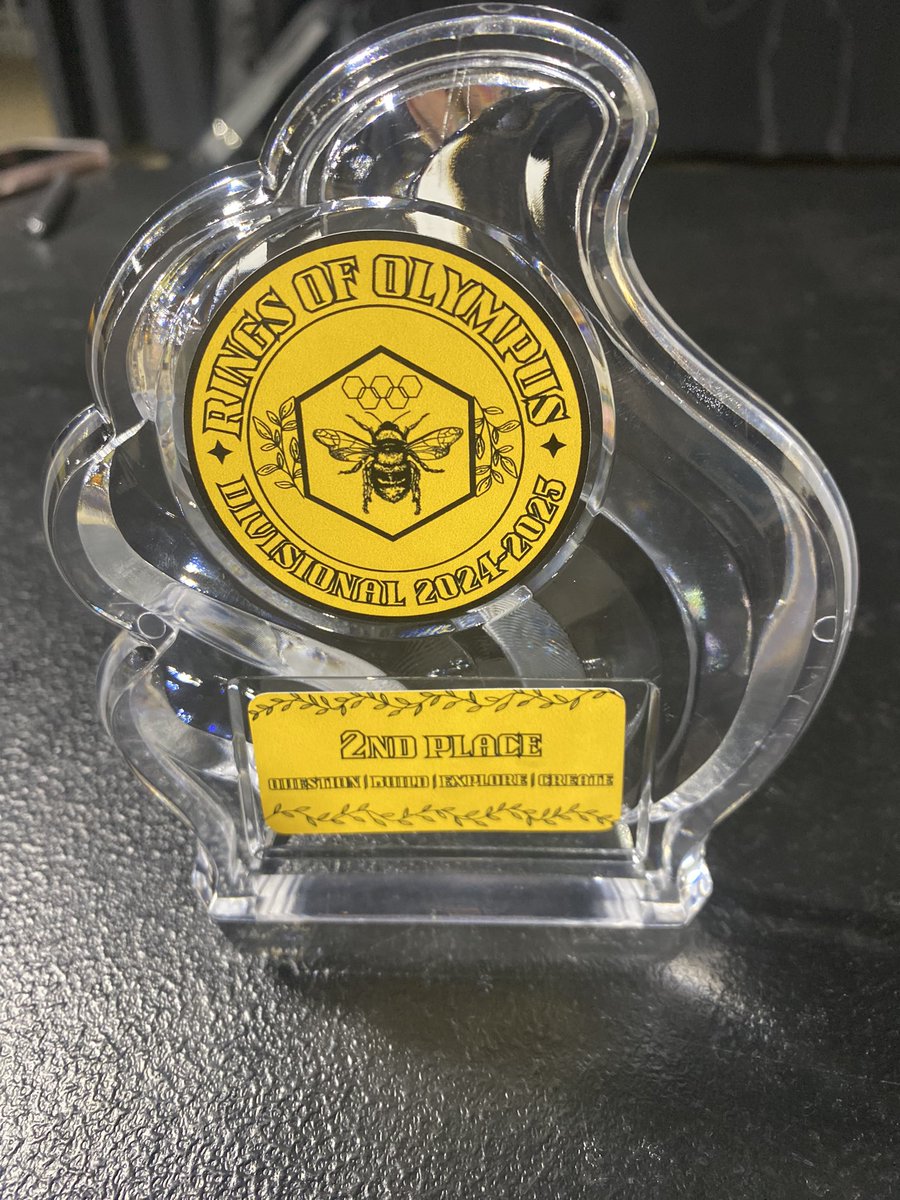 RINGS OF OLYMPUS
DIVISIONAL 2024-2025
2ND PLACE
QUESTION | BUILD | EXPLORE | CREATE